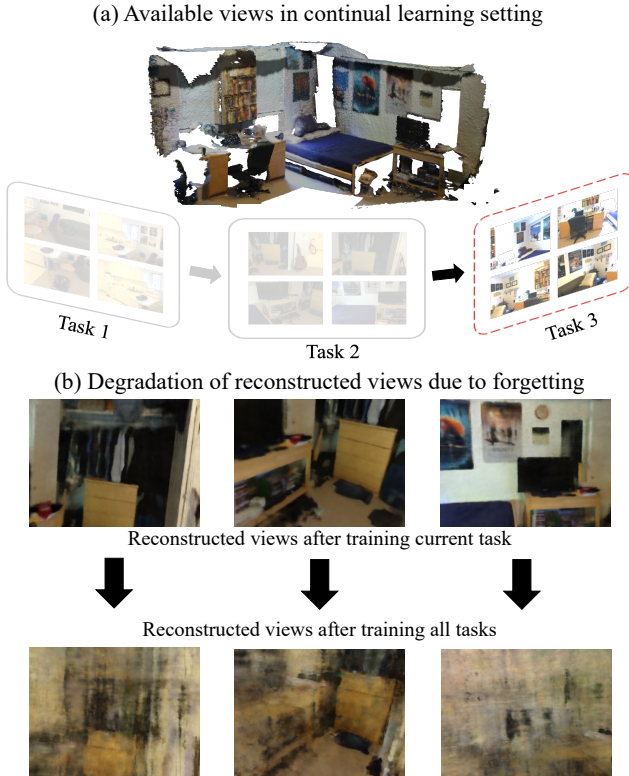 (a) Available views in continual learning setting
Task 1
Task 2
Task 3
(b) Degradation of reconstructed views due to forgetting
Reconstructed views after training current task
Reconstructed views after training all tasks